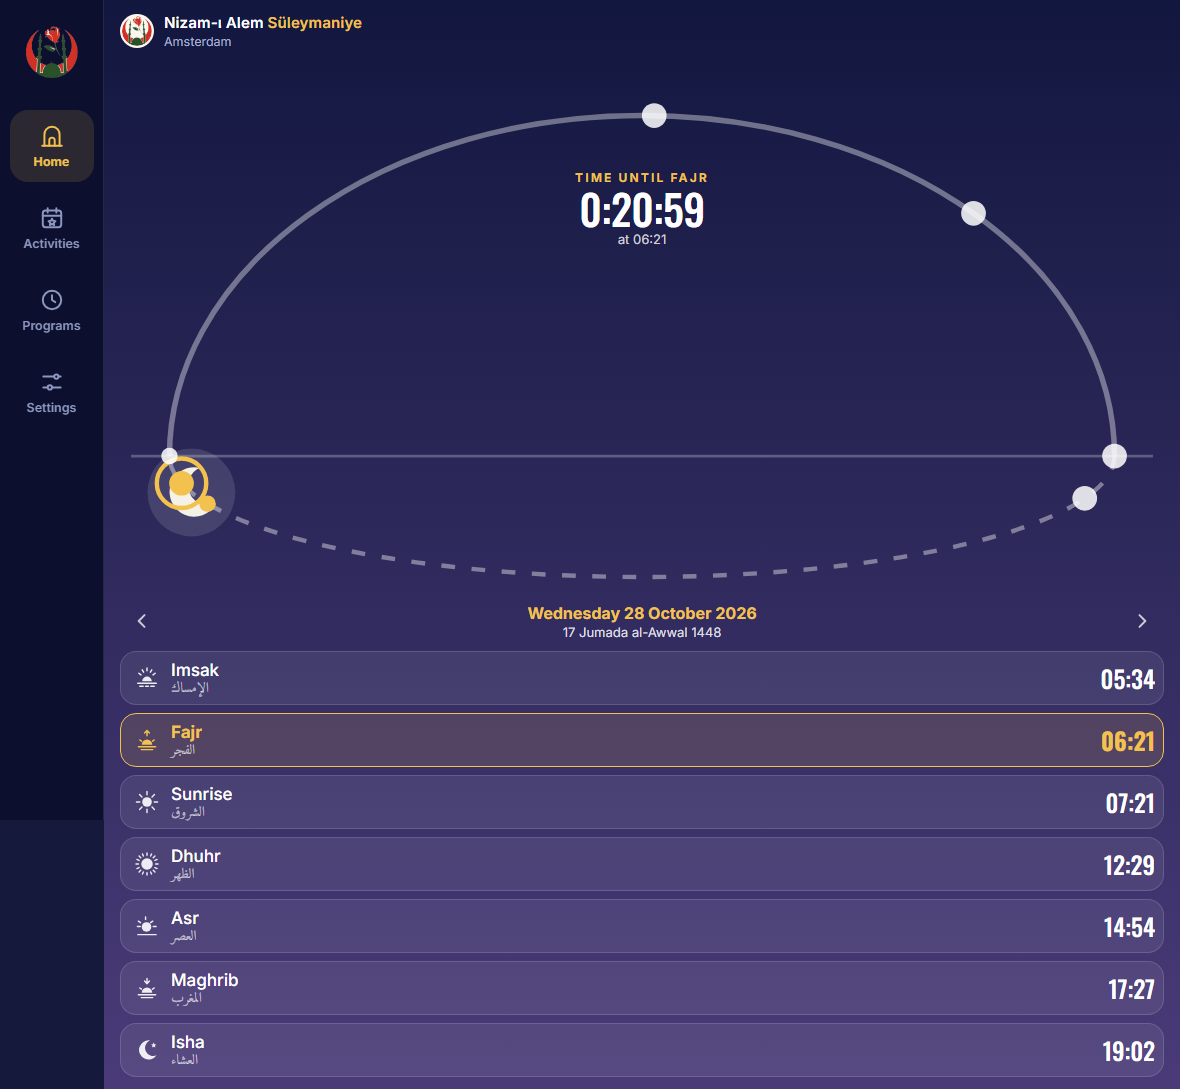 Nizam-ı Alem Süleymaniye
Amsterdam
Home
Activities
Programs
Settings
TIME UNTIL FAJR
0:20:59
at 06:21
Wednesday 28 October 2026
17 Jumada al-Awwal 1448
Imsak
الإمساك
05:34
Fajr
الفجر
06:21
Sunrise
الشروق
07:21
Dhuhr
الظهر
12:29
Asr
العصر
14:54
Maghrib
المغرب
17:27
Isha
العشاء
19:02